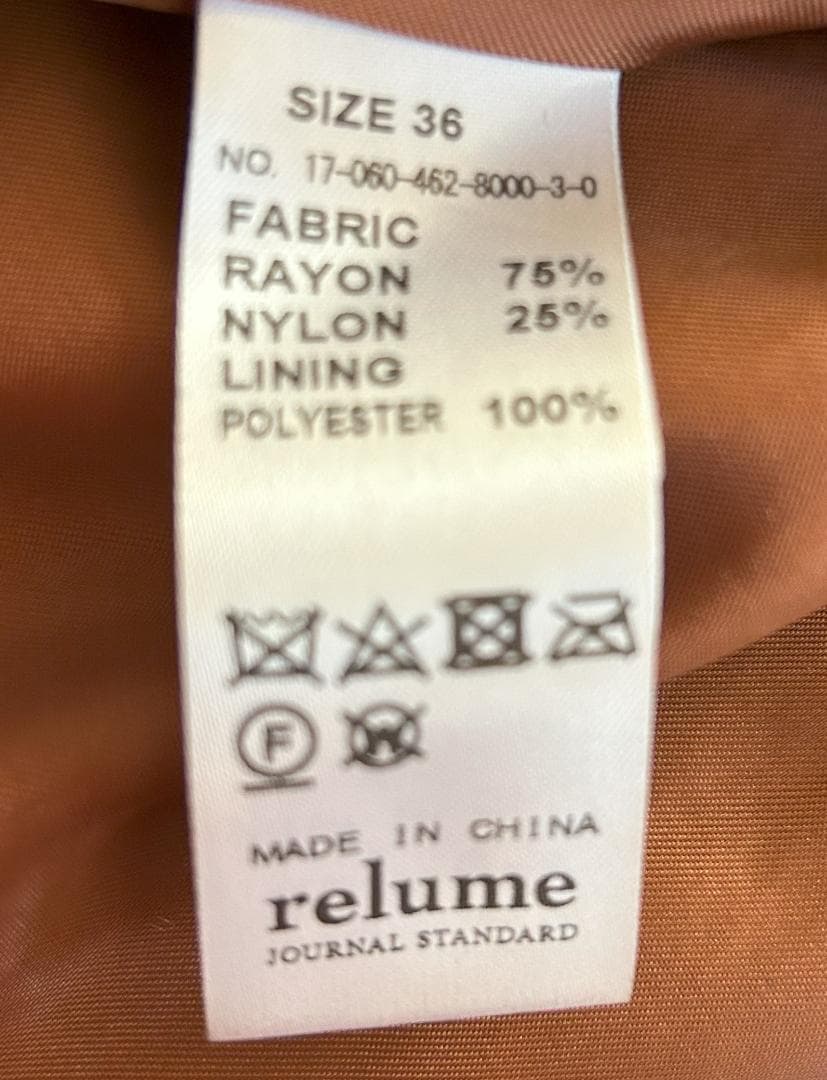 SIZE 36
NO. 17-060-462-8000-3-0
FABRIC
RAYON 75%
NYLON 25%
LINING
POLYESTER 100%
F W
MADE IN CHINA
relume
JOURNAL STANDARD